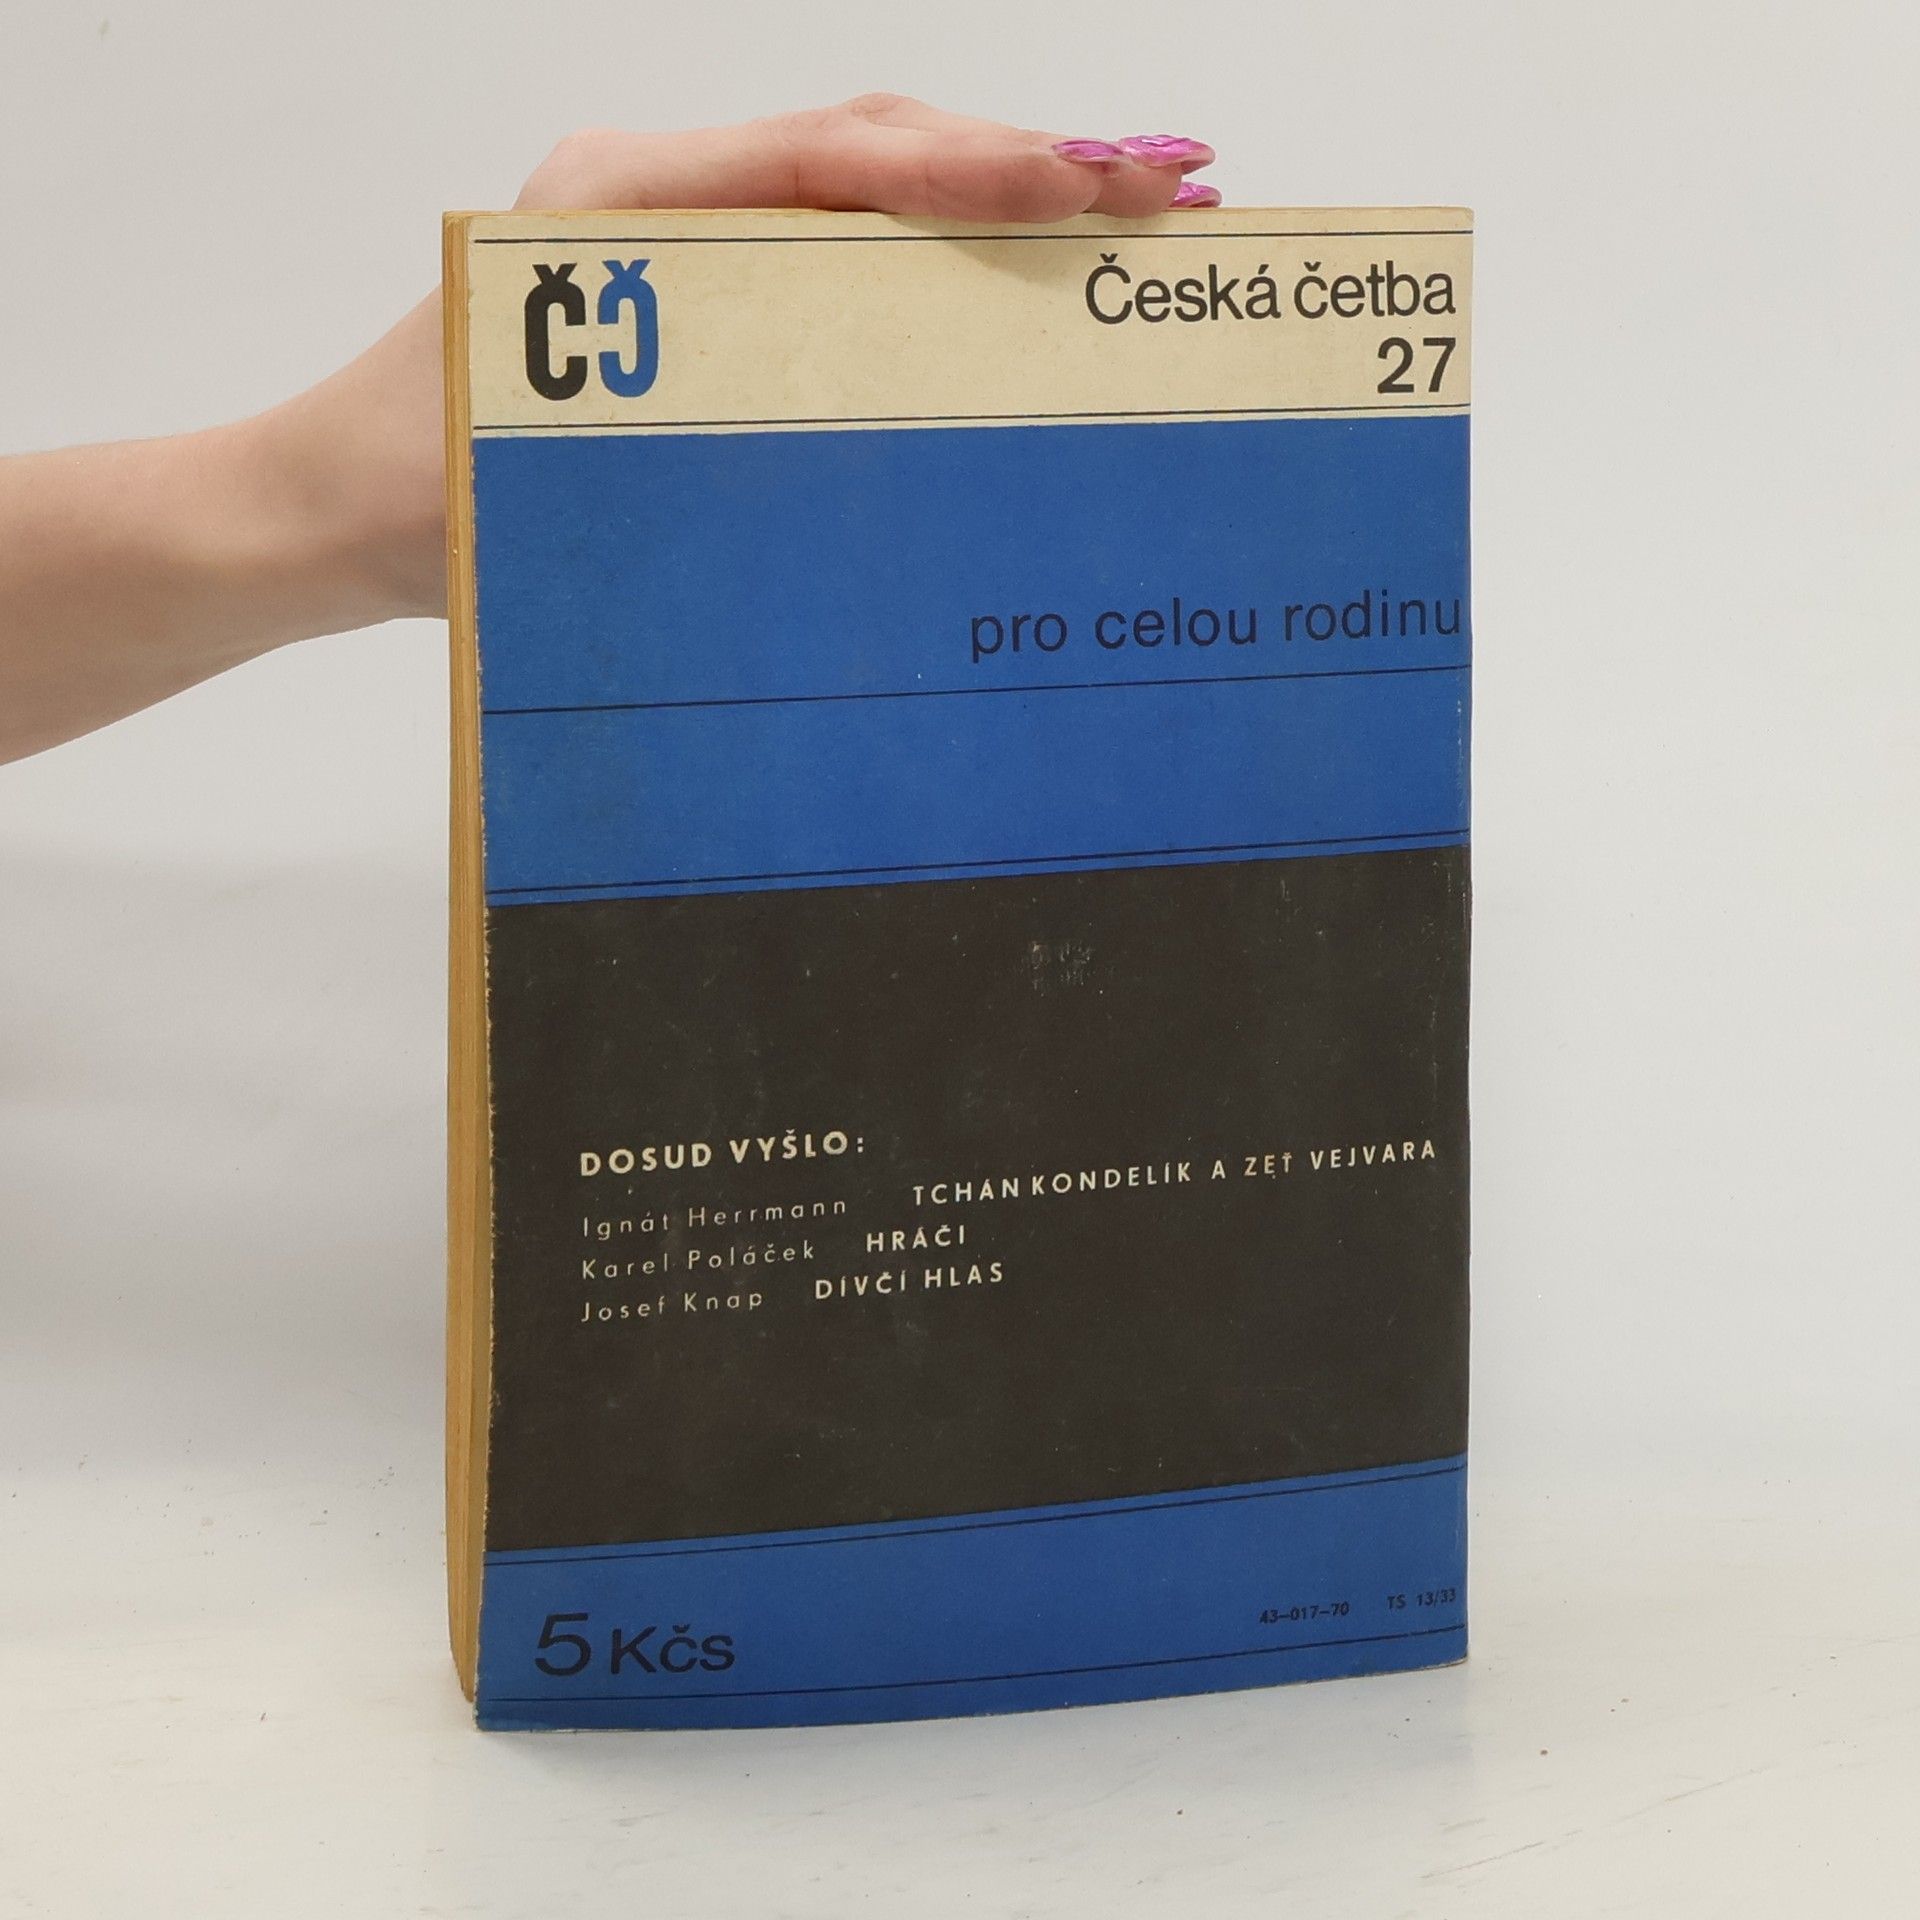 ČČ
Česká četba
27
pro celou rodinu
DOSUD VYŠLO:
Ignát Herrmann TCHÁN KONDELÍK A ZEŤ VEJVARA
Karel Poláček HRÁČI
Josef Knap DÍVČÍ HLAS
5 Kčs
43-017-70 TS 13/33